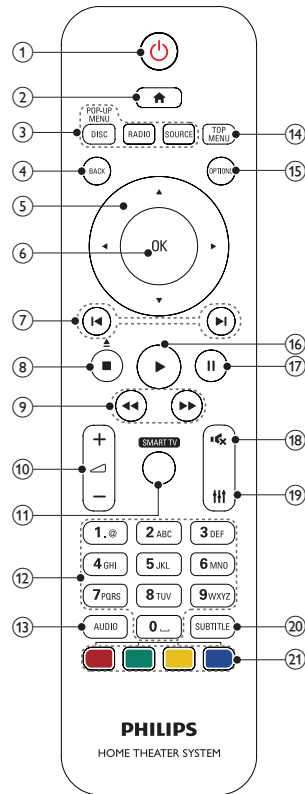 1
2
POP-UP
MENU
3
DISC
RADIO
SOURCE
TOP
MENU
14
4
BACK
OPTIONS
15
5
6
OK
7
16
8
17
9
SMART TV
18
10
+
−
11
19
1.@
2 ABC
3 DEF
12
4 GHI
5 JKL
6 MNO
7 PQRS
8 TUV
9 WXYZ
13
AUDIO
0
SUBTITLE
20
21
PHILIPS
HOME THEATER SYSTEM